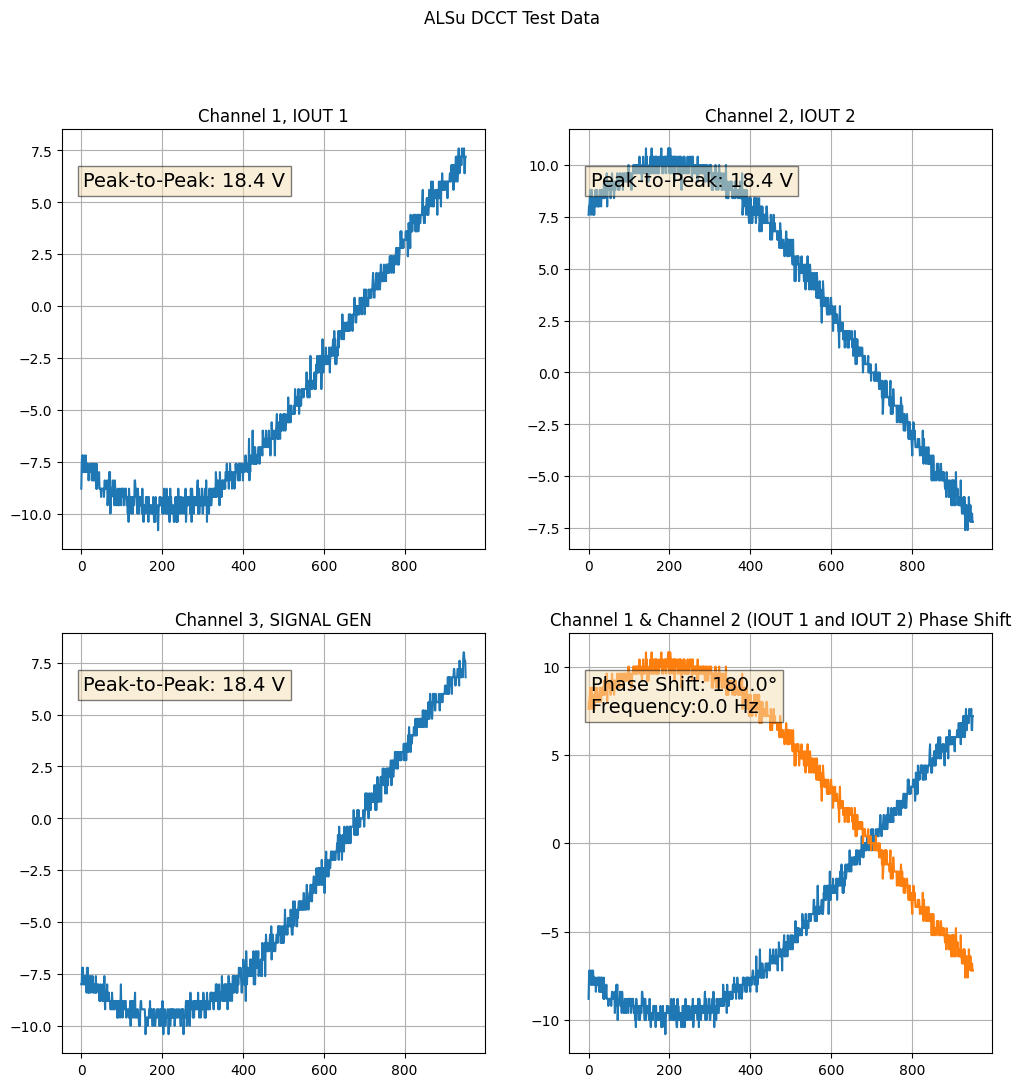 ALSu DCCT Test Data
Channel 1, IOUT 1
7.5
5.0
2.5
0.0
−2.5
−5.0
−7.5
−10.0
Peak-to-Peak: 18.4 V
0 200 400 600 800
Channel 2, IOUT 2
10.0
7.5
5.0
2.5
0.0
−2.5
−5.0
−7.5
Peak-to-Peak: 18.4 V
0 200 400 600 800
Channel 3, SIGNAL GEN
7.5
5.0
2.5
0.0
−2.5
−5.0
−7.5
−10.0
Peak-to-Peak: 18.4 V
0 200 400 600 800
Channel 1 & Channel 2 (IOUT 1 and IOUT 2) Phase Shift
10
5
0
−5
−10
Phase Shift: 180.0°
Frequency:0.0 Hz
0 200 400 600 800